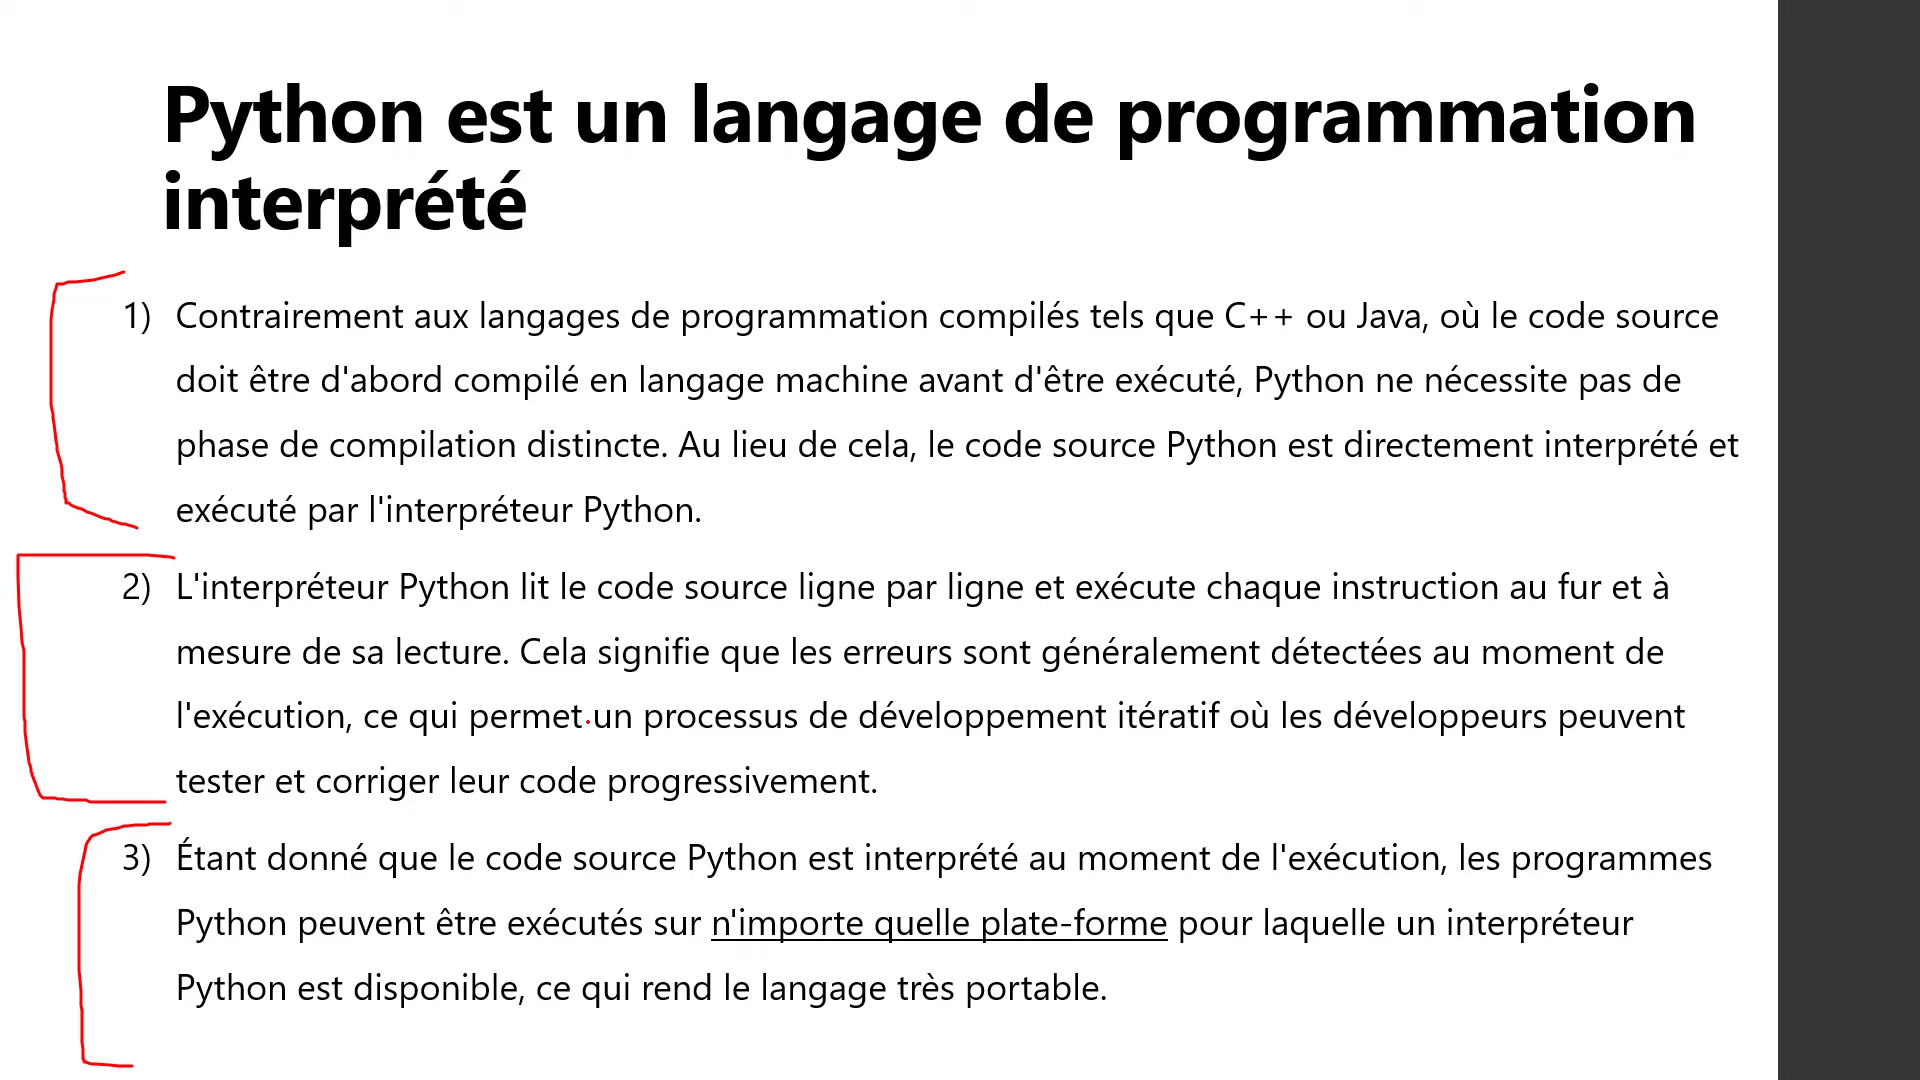 Python est un langage de programmation
interprété
1) Contrairement aux langages de programmation compilés tels que C++ ou Java, où le code source
doit être d'abord compilé en langage machine avant d'être exécuté, Python ne nécessite pas de
phase de compilation distincte. Au lieu de cela, le code source Python est directement interprété et
exécuté par l'interpréteur Python.
2) L'interpréteur Python lit le code source ligne par ligne et exécute chaque instruction au fur et à
mesure de sa lecture. Cela signifie que les erreurs sont généralement détectées au moment de
l'exécution, ce qui permet un processus de développement itératif où les développeurs peuvent
tester et corriger leur code progressivement.
3) Étant donné que le code source Python est interprété au moment de l'exécution, les programmes
Python peuvent être exécutés sur n'importe quelle plate-forme pour laquelle un interpréteur
Python est disponible, ce qui rend le langage très portable.